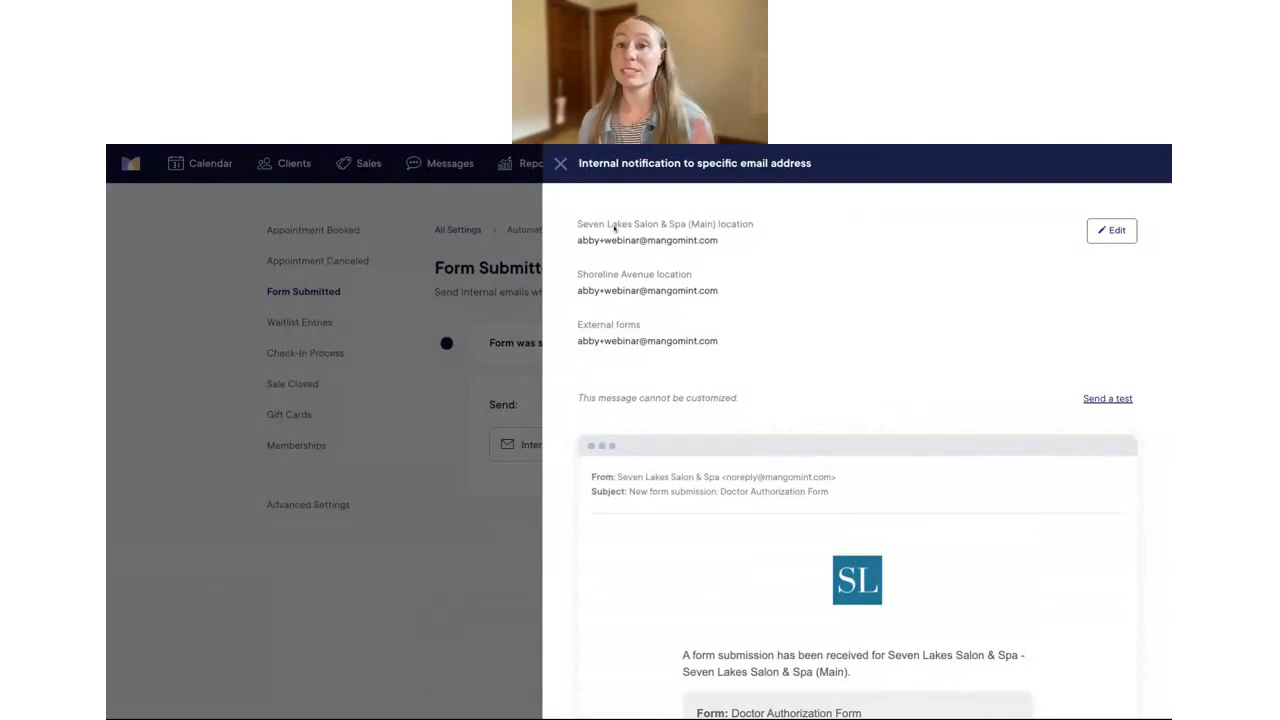 Calendar
Clients
Sales
Messages
Repo
Internal notification to specific email address
Appointment Booked
Appointment Canceled
Form Submitted
Waitlist Entries
Check-In Process
Sale Closed
Gift Cards
Memberships
Advanced Settings
All Settings > Automat
Form Submitt
Send internal emails wh
Form was s
Send:
Inter
Seven Lakes Salon & Spa (Main) location
abby+webinar@mangomint.com
Edit
Shoreline Avenue location
abby+webinar@mangomint.com
External forms
abby+webinar@mangomint.com
This message cannot be customized.
Send a test
From: Seven Lakes Salon & Spa <noreply@mangomint.com>
Subject: New form submission: Doctor Authorization Form
SL
A form submission has been received for Seven Lakes Salon & Spa -
Seven Lakes Salon & Spa (Main).
Form: Doctor Authorization Form